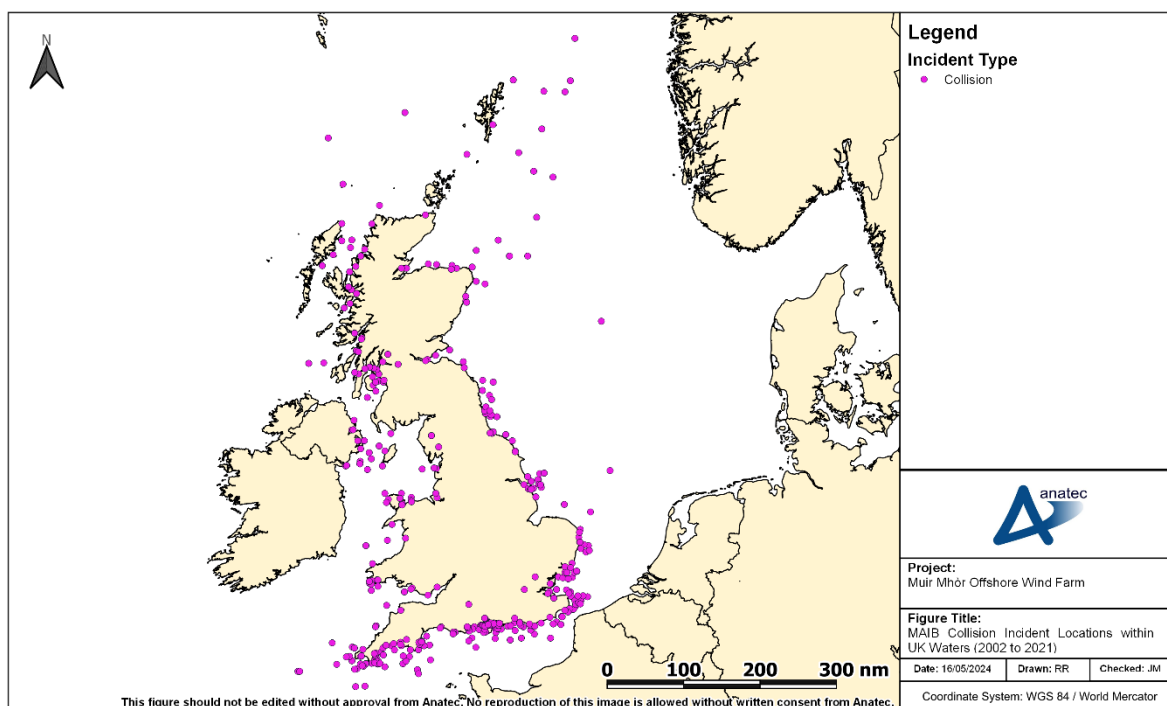 N
Legend
Incident Type
Collision
anatec
Project:
Muir Mhòr Offshore Wind Farm
Figure Title:
MAIB Collision Incident Locations within
UK Waters (2002 to 2021)
Date: 16/05/2024 Drawn: RR Checked: JM
Coordinate System: WGS 84 / World Mercator
0 100 200 300 nm
This figure should not be edited without approval from Anatec. No reproduction of this image is allowed without written consent from Anatec.